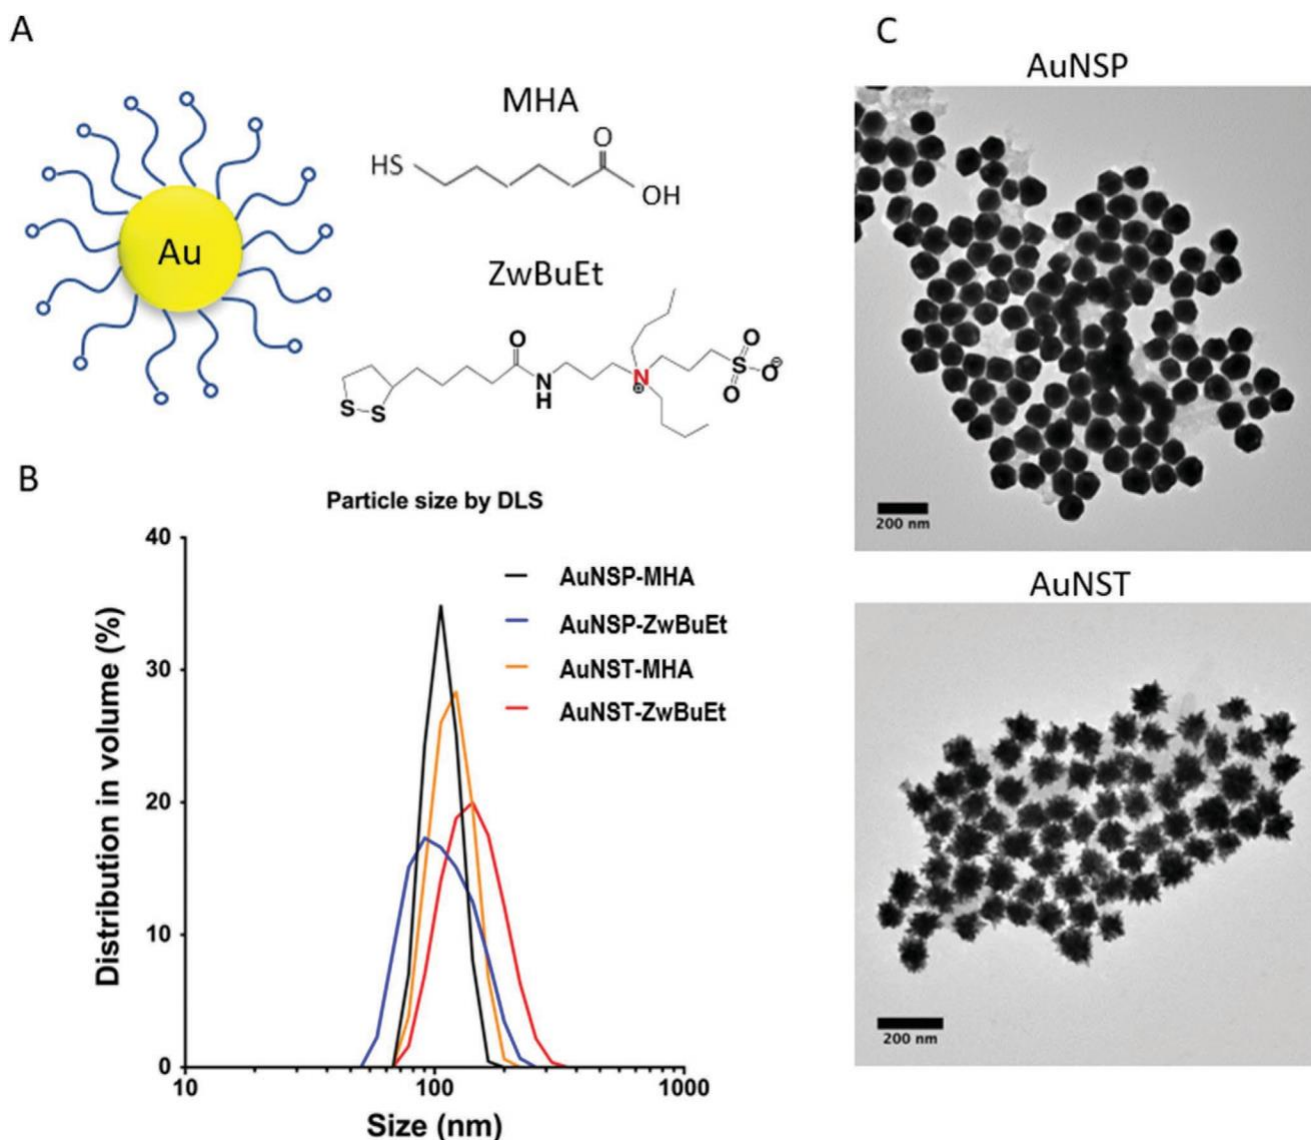 A
Au
MHA
HS
O
OH
ZwBuEt
O
N
H
S
S
N
⊕
O
S
O
O
⊖
B
Particle size by DLS
Distribution in volume (%)
40
30
20
10
0
10
100
1000
Size (nm)
AuNSP-MHA
AuNSP-ZwBuEt
AuNST-MHA
AuNST-ZwBuEt
C
AuNSP
200 nm
AuNST
200 nm